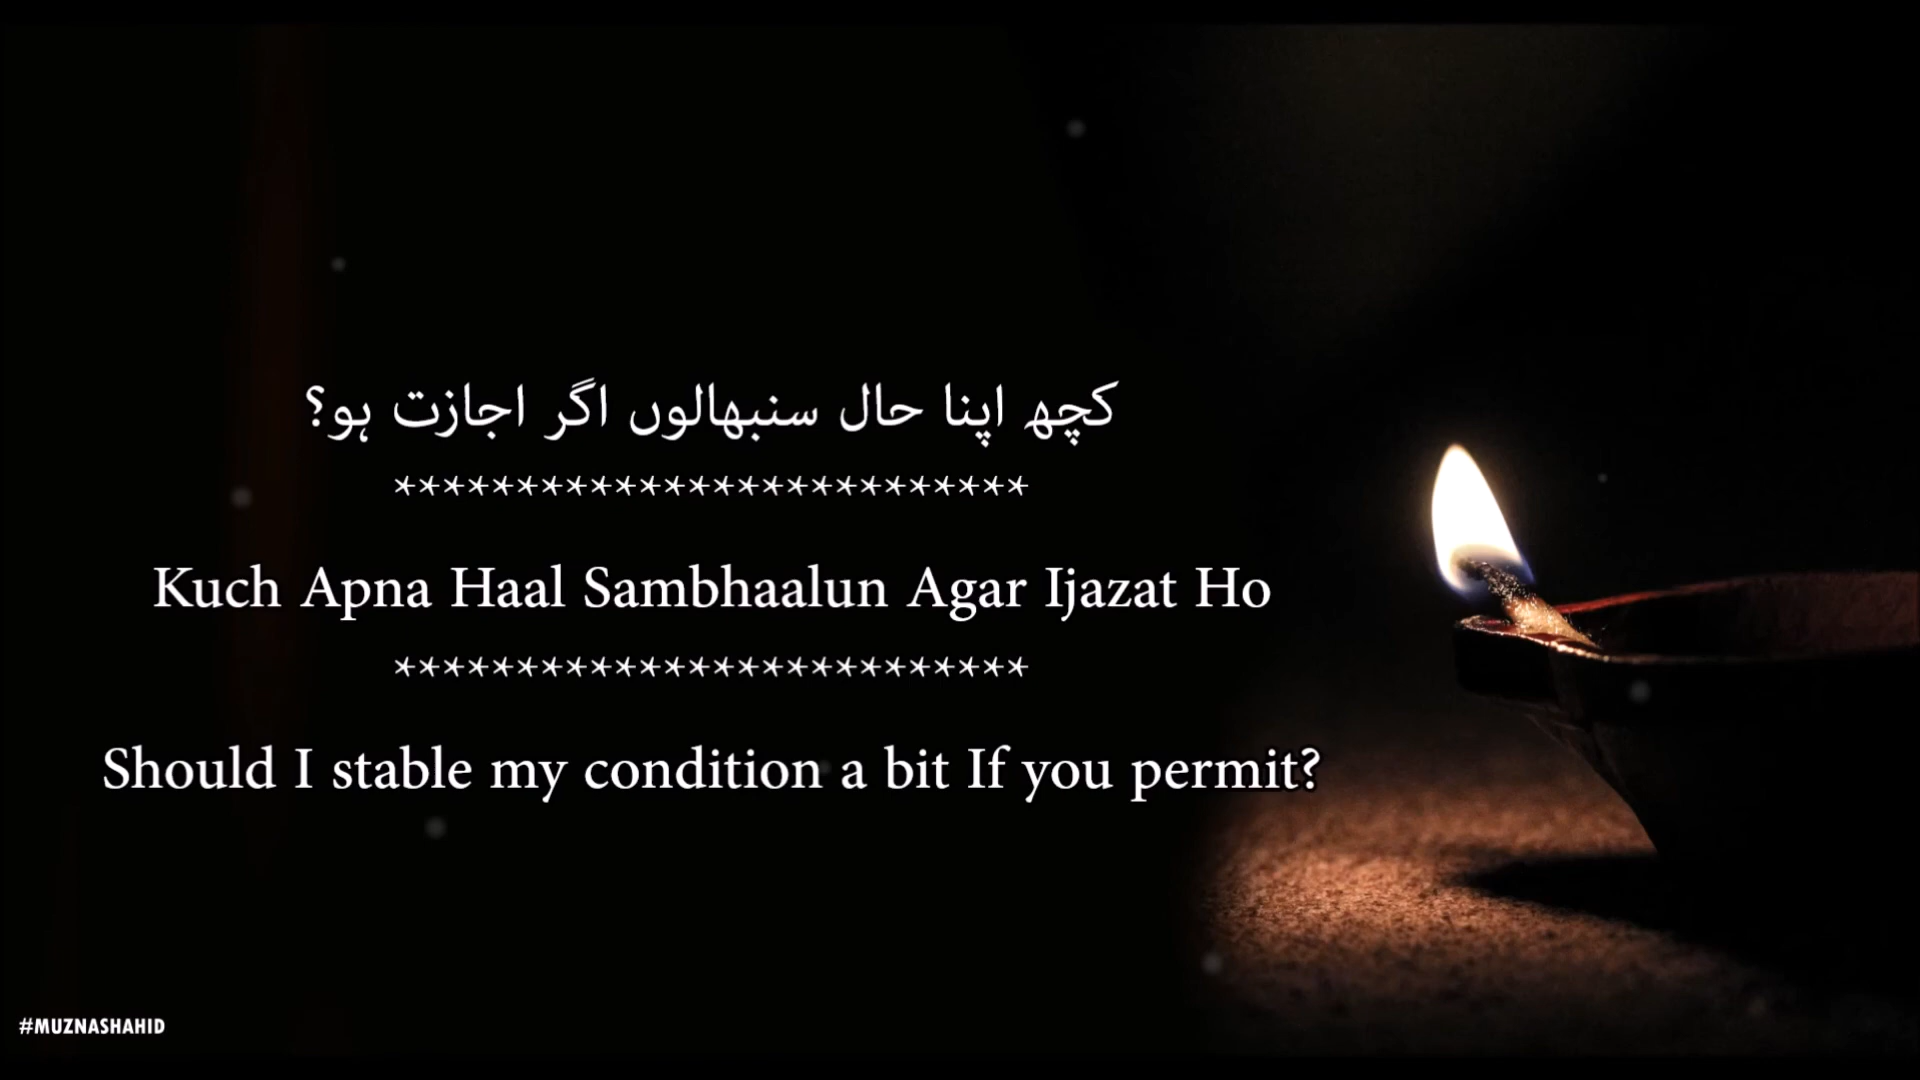 کچھ اپنا حال سنبھالوں اگر اجازت ہو؟
**************************
Kuch Apna Haal Sambhaalun Agar Ijazat Ho
**************************
Should I stable my condition a bit If you permit?
#MUZNASHAHID